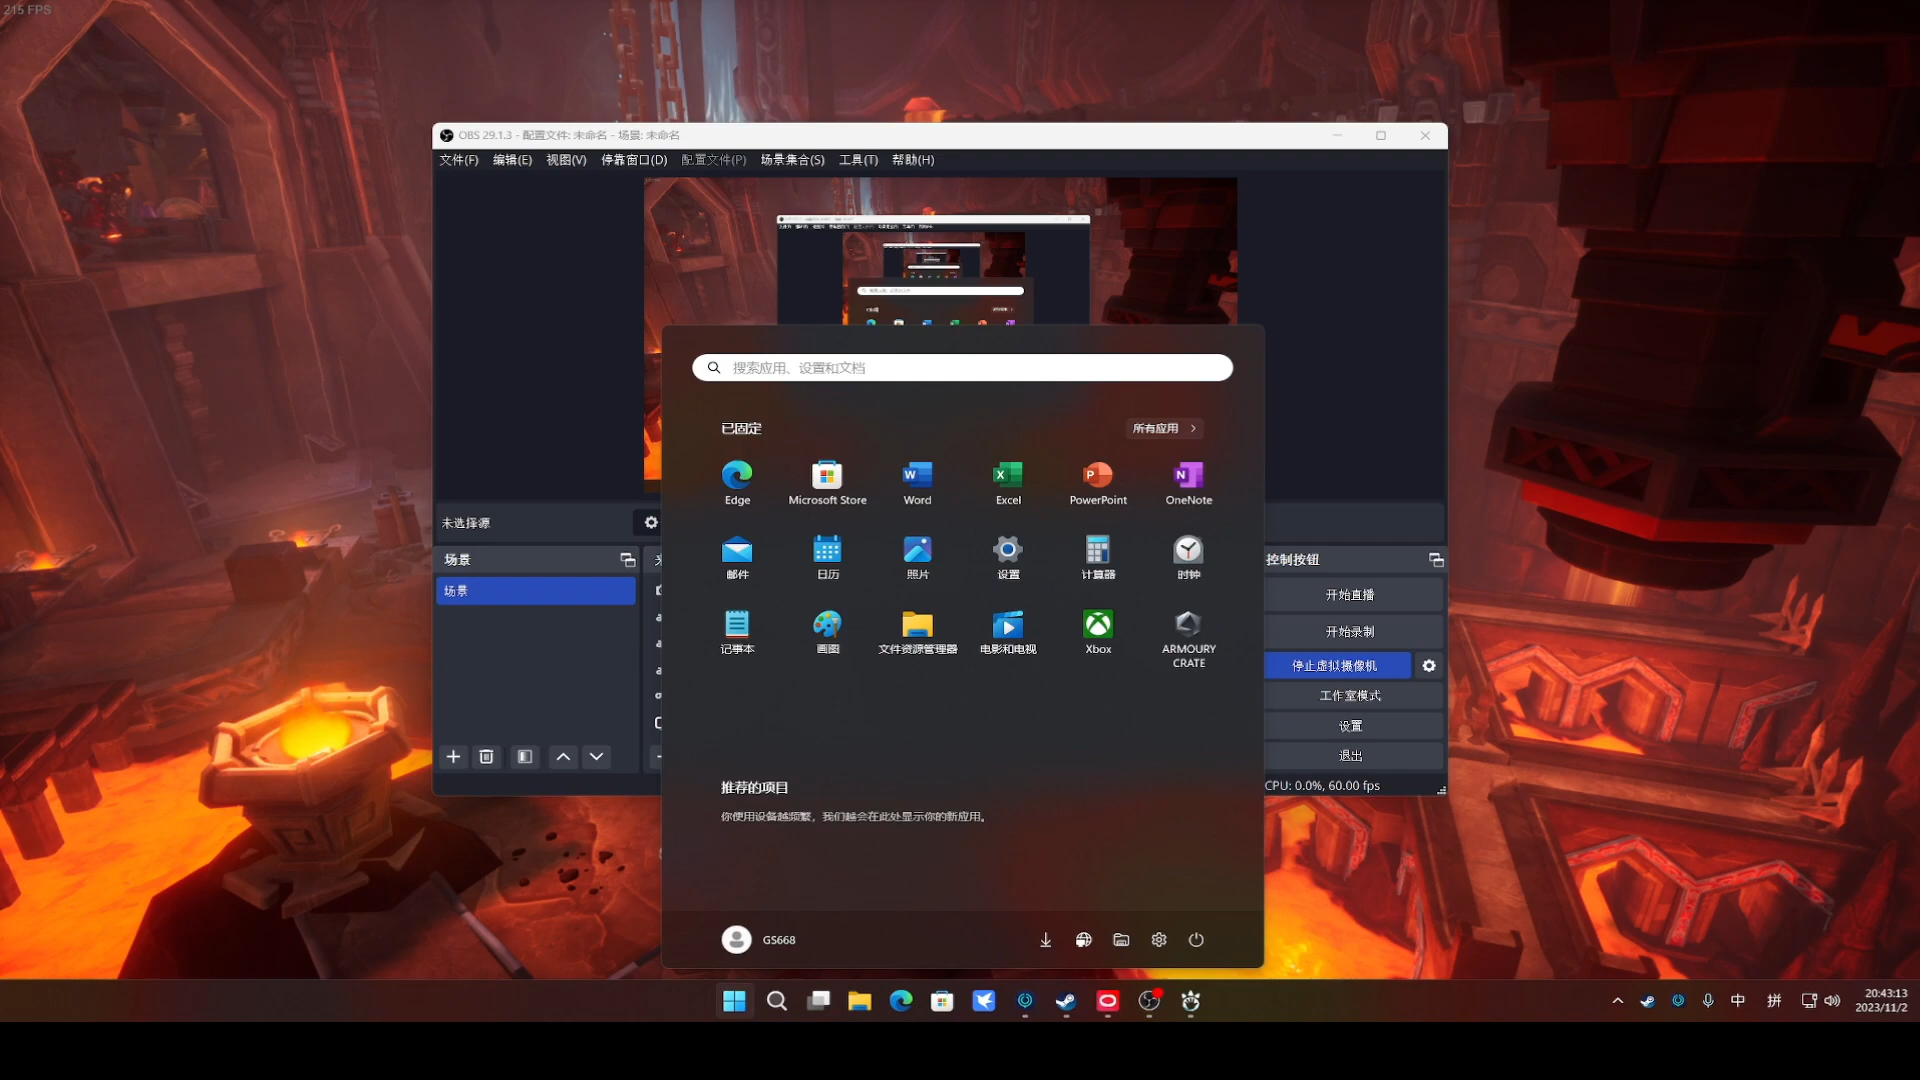 215 FPS
OBS 29.1.3 - 配置文件: 未命名 - 场景: 未命名
文件(F) 编辑(E) 视图(V) 停靠窗口(D) 配置文件(P) 场景集合(S) 工具(T) 帮助(H)
搜索应用、设置和文档
已固定
所有应用
Edge
Microsoft Store
Word
Excel
PowerPoint
OneNote
邮件
日历
照片
设置
计算器
时钟
记事本
画图
文件资源管理器
电影和电视
Xbox
ARMOURY
CRATE
推荐的项目
你使用设备越频繁，我们越会在此处显示你的新应用。
GS668
未选择源
场景
场景
控制按钮
开始直播
开始录制
停止虚拟摄像机
工作室模式
设置
退出
CPU: 0.0%, 60.00 fps
中
拼
20:43:13
2023/11/2